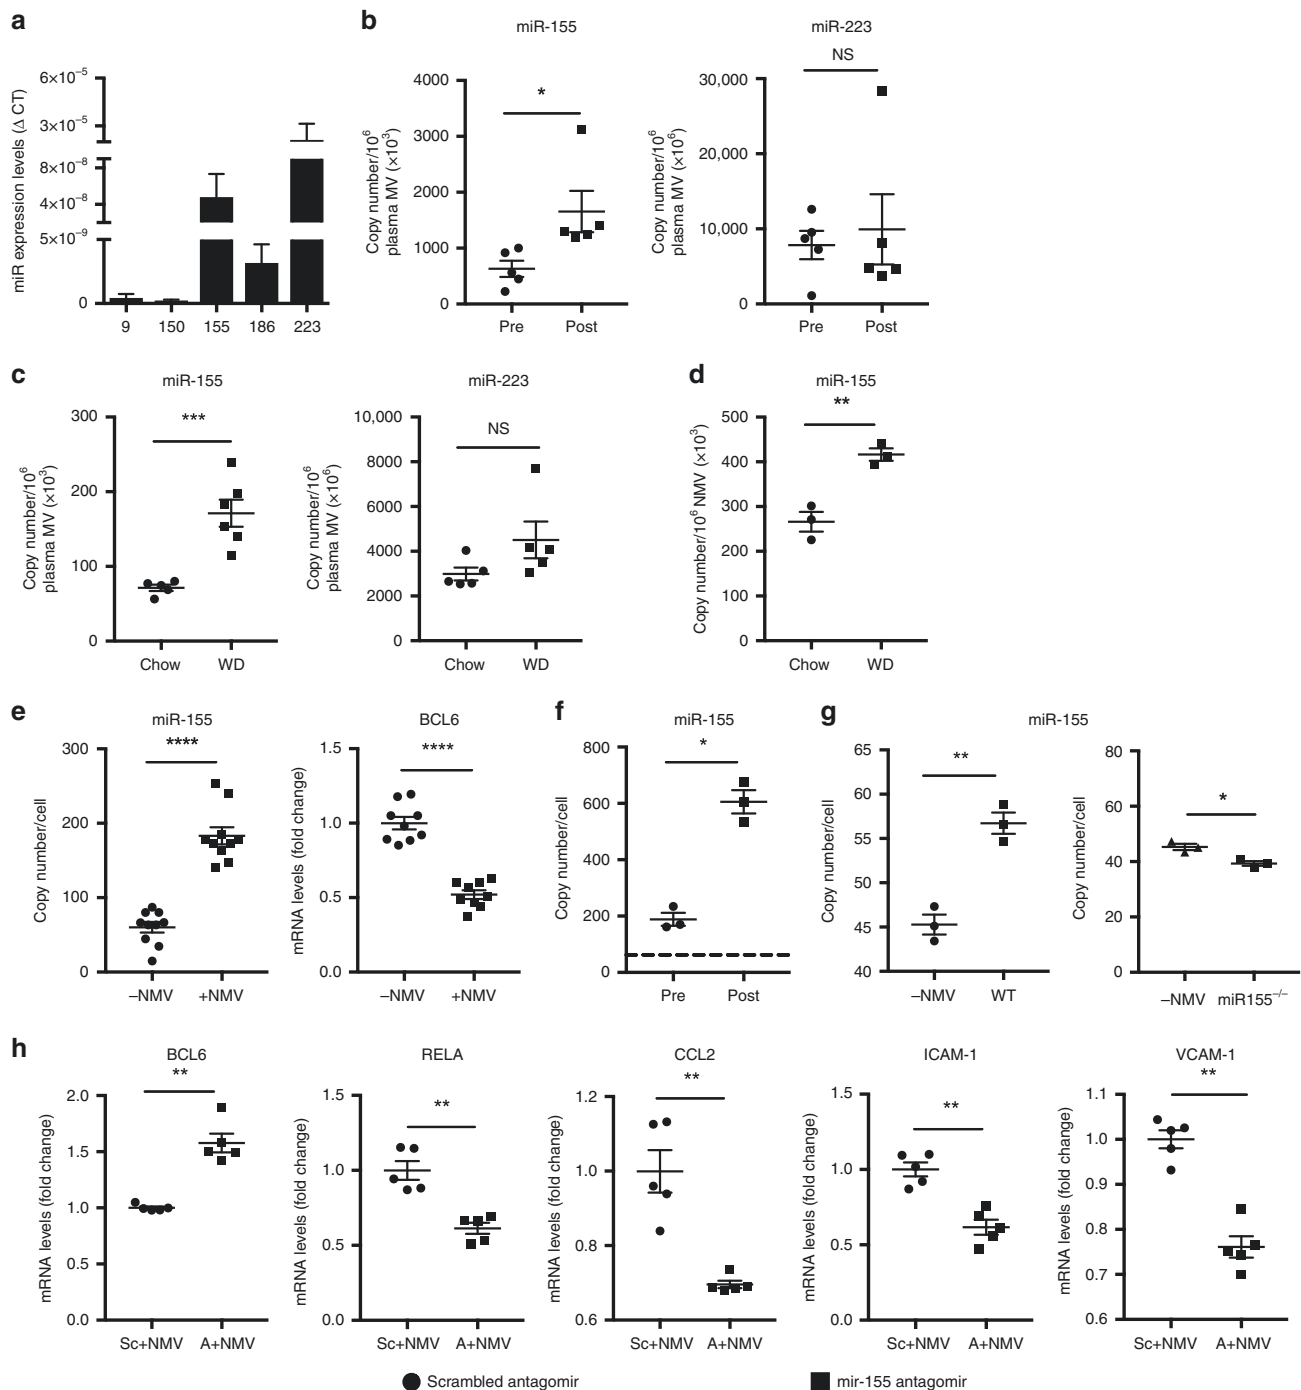 a
miR expression levels (Δ CT)
6×10⁻⁵
3×10⁻⁵
8×10⁻⁸
4×10⁻⁸
5×10⁻⁹
0
9 150 155 186 223
b
miR-155
Copy number/10⁶
plasma MV (×10³)
4000
3000
2000
1000
0
*
Pre Post
miR-223
Copy number/10⁶
plasma MV (×10⁶)
30,000
20,000
10,000
0
NS
Pre Post
c
miR-155
Copy number/10⁶
plasma MV (×10³)
300
200
100
0
***
Chow WD
miR-223
Copy number/10⁶
plasma MV (×10⁶)
10,000
8000
6000
4000
2000
0
NS
Chow WD
d
miR-155
Copy number/10⁶ NMV (×10³)
500
400
300
200
100
0
**
Chow WD
e
miR-155
Copy number/cell
300
200
100
0
****
–NMV +NMV
BCL6
mRNA levels (fold change)
1.5
1.0
0.5
0.0
****
–NMV +NMV
f
miR-155
Copy number/cell
800
600
400
200
0
*
Pre Post
g
miR-155
Copy number/cell
65
60
55
50
45
40
**
–NMV WT
Copy number/cell
80
60
40
20
0
*
–NMV miR155⁻/⁻
h
BCL6
mRNA levels (fold change)
2.0
1.5
1.0
0.5
0.0
**
Sc+NMV A+NMV
RELA
mRNA levels (fold change)
1.5
1.0
0.5
0.0
**
Sc+NMV A+NMV
CCL2
mRNA levels (fold change)
1.2
1.0
0.8
0.6
**
Sc+NMV A+NMV
ICAM-1
mRNA levels (fold change)
1.5
1.0
0.5
0.0
**
Sc+NMV A+NMV
VCAM-1
mRNA levels (fold change)
1.1
1.0
0.9
0.8
0.7
0.6
**
Sc+NMV A+NMV
Scrambled antagomir
mir-155 antagomir